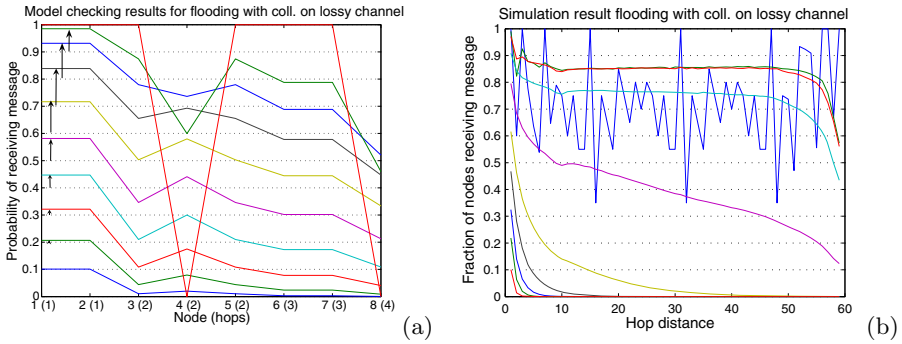 Model checking results for flooding with coll. on lossy channel
Probability of receiving message
1
0.9
0.8
0.7
0.6
0.5
0.4
0.3
0.2
0.1
0
1 (1) 2 (1) 3 (2) 4 (2) 5 (2) 6 (3) 7 (3) 8 (4)
Node (hops)
(a)
Simulation result flooding with coll. on lossy channel
Fraction of nodes receiving message
1
0.9
0.8
0.7
0.6
0.5
0.4
0.3
0.2
0.1
0
0 10 20 30 40 50 60
Hop distance
(b)